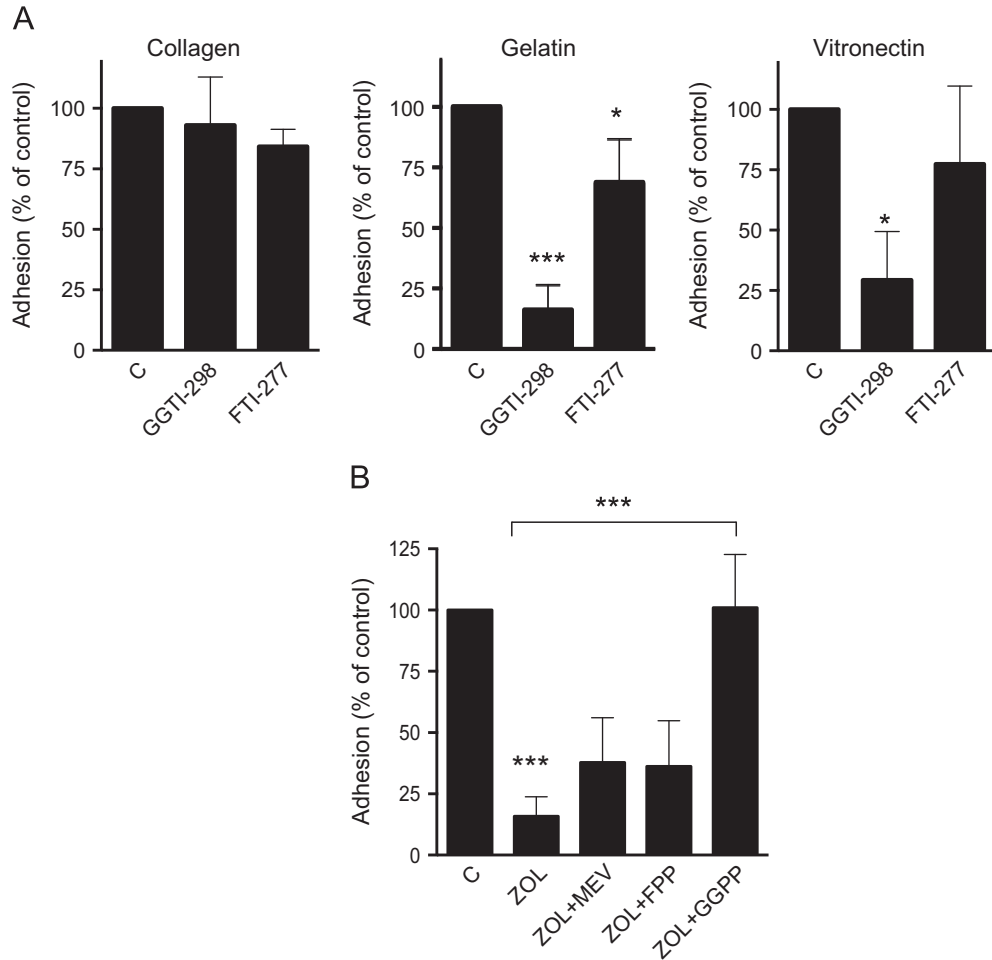 A
Collagen
Adhesion (% of control)
100
75
50
25
0
C
GGTI-298
FTI-277
Gelatin
Adhesion (% of control)
100
75
50
25
0
***
*
C
GGTI-298
FTI-277
Vitronectin
Adhesion (% of control)
100
75
50
25
0
*
C
GGTI-298
FTI-277
B
***
Adhesion (% of control)
125
100
75
50
25
0
***
C
ZOL
ZOL+MEV
ZOL+FPP
ZOL+GGPP